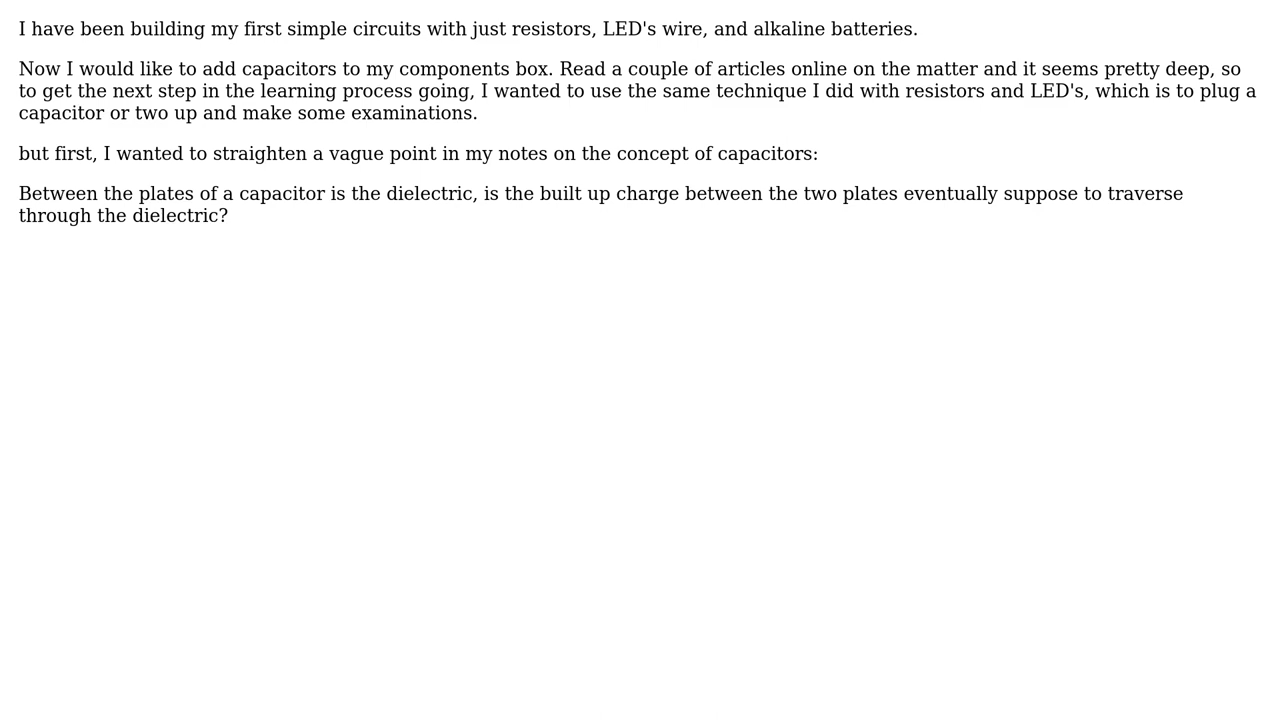 I have been building my first simple circuits with just resistors, LED's wire, and alkaline batteries.
Now I would like to add capacitors to my components box. Read a couple of articles online on the matter and it seems pretty deep, so
to get the next step in the learning process going, I wanted to use the same technique I did with resistors and LED's, which is to plug a
capacitor or two up and make some examinations.
but first, I wanted to straighten a vague point in my notes on the concept of capacitors:
Between the plates of a capacitor is the dielectric, is the built up charge between the two plates eventually suppose to traverse
through the dielectric?